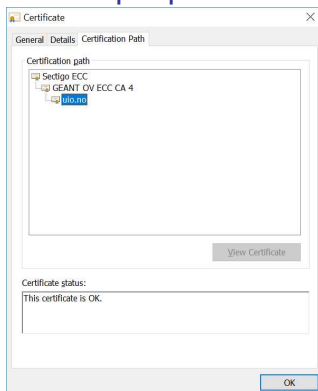 Certificate
General Details Certification Path
Certification path
Sectigo ECC
GEANT OV ECC CA 4
uio.no
View Certificate
Certificate status:
This certificate is OK.
OK